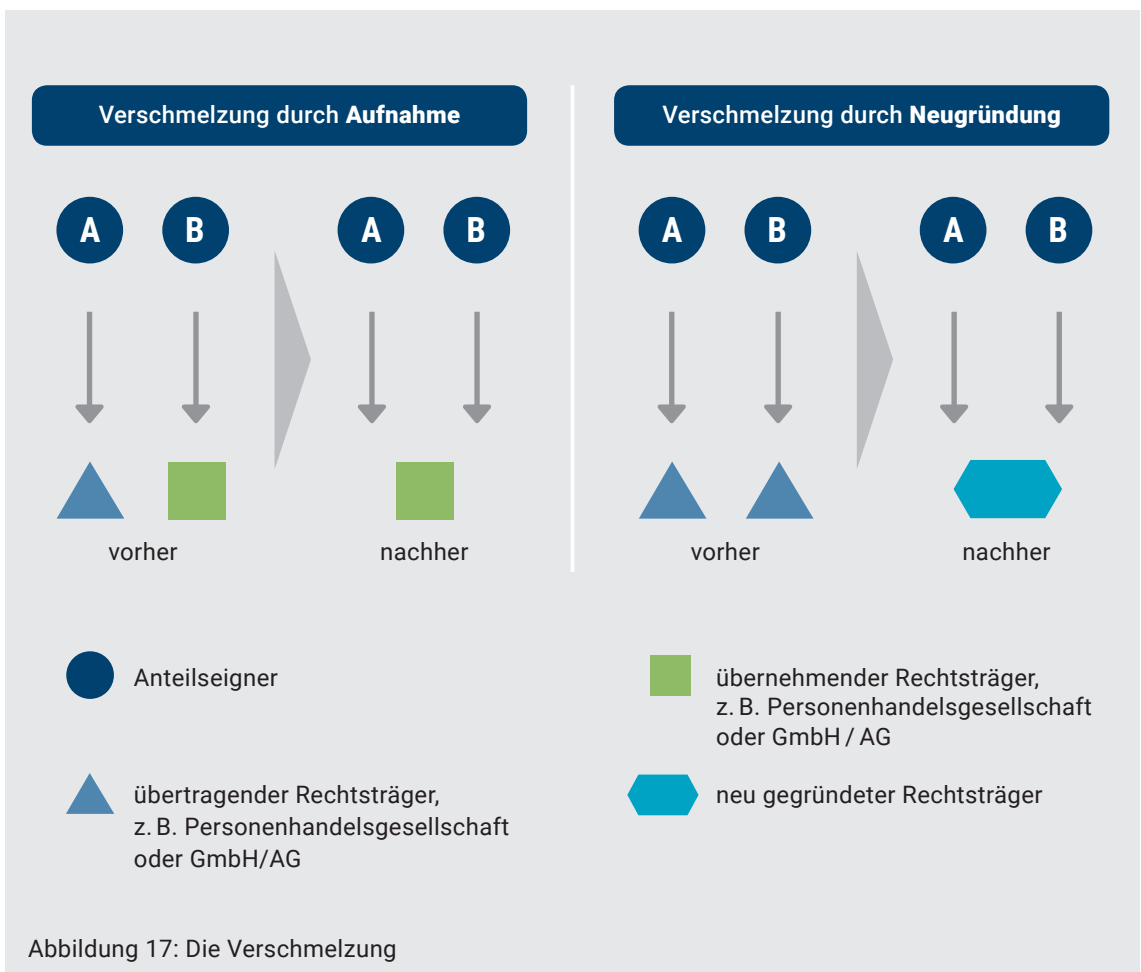 Verschmelzung durch Aufnahme
A B A B
vorher nachher
Verschmelzung durch Neugründung
A B A B
vorher nachher
Anteilseigner
übertragender Rechtsträger,
z. B. Personenhandelsgesellschaft
oder GmbH/AG
übernehmender Rechtsträger,
z. B. Personenhandelsgesellschaft
oder GmbH / AG
neu gegründeter Rechtsträger
Abbildung 17: Die Verschmelzung